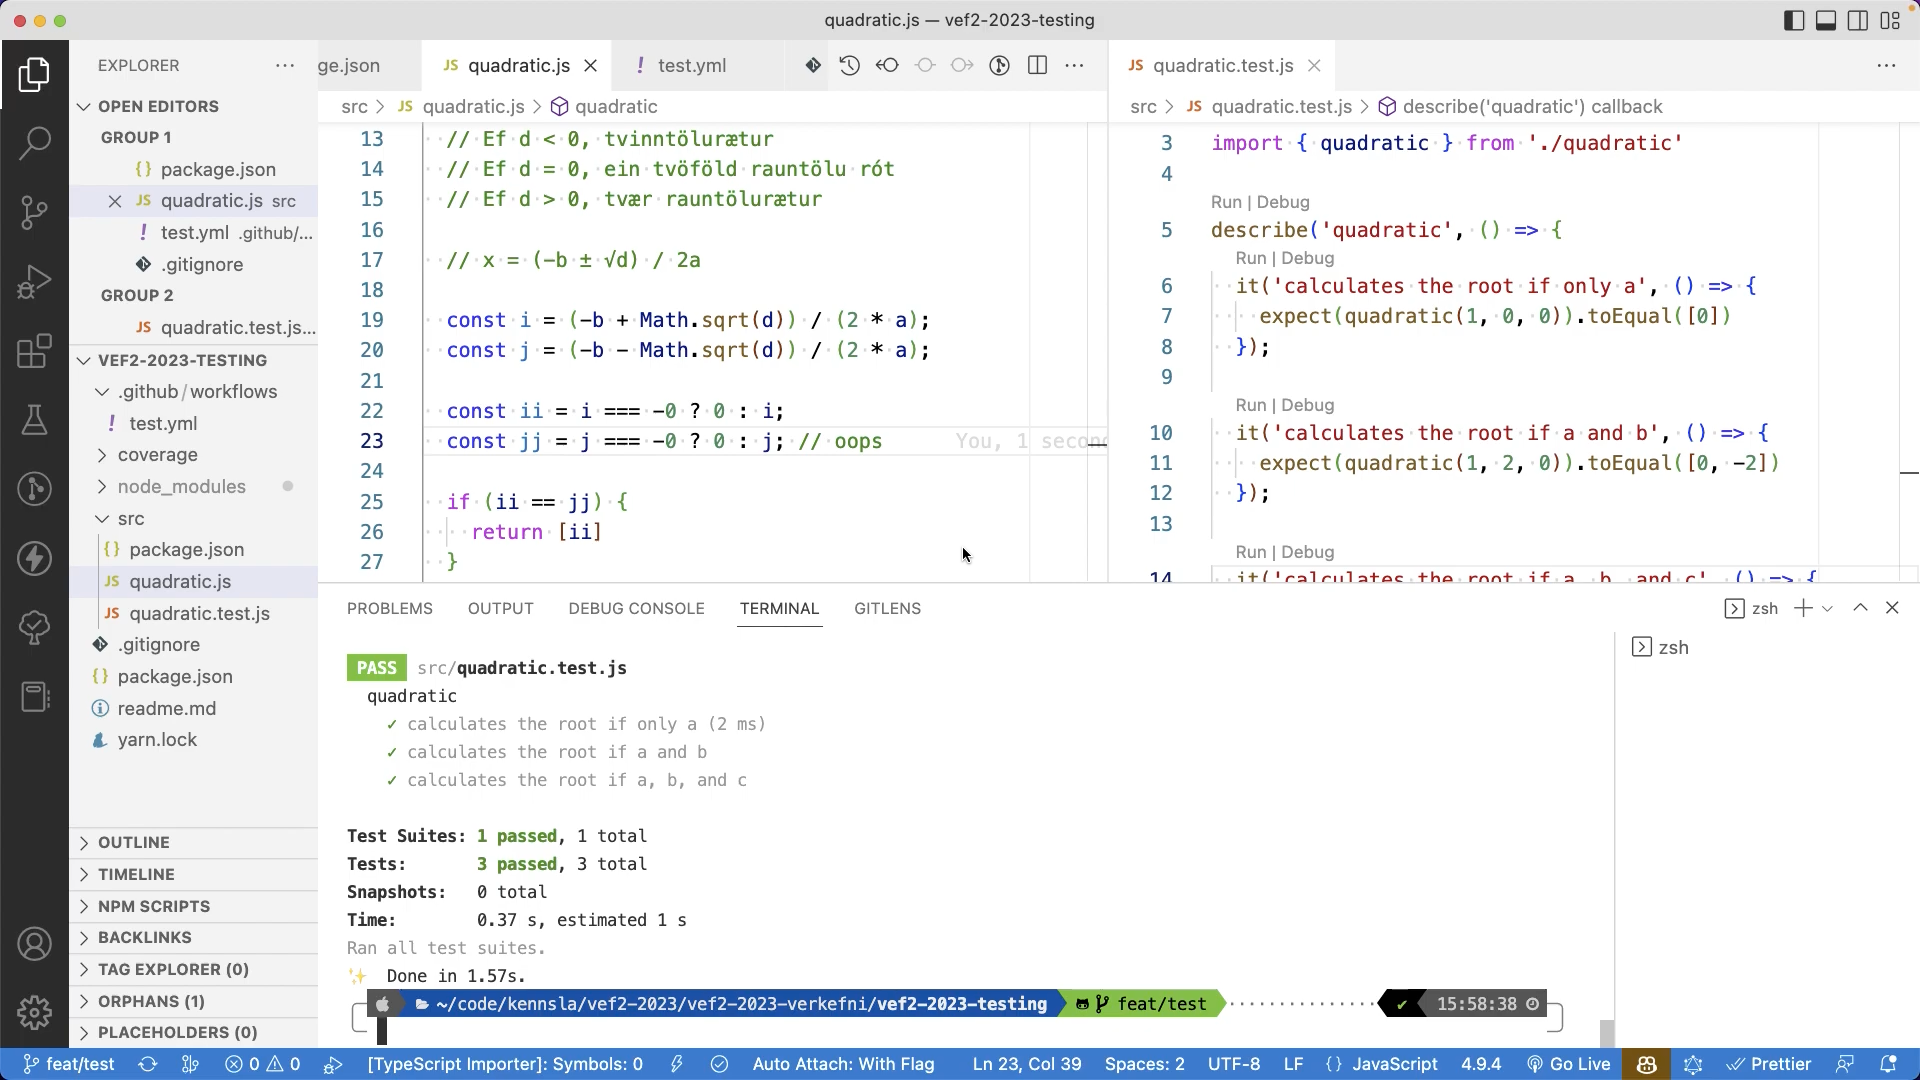 quadratic.js — vef2-2023-testing
EXPLORER
OPEN EDITORS
GROUP 1
{} package.json
JS quadratic.js src
! test.yml .github/...
.gitignore
GROUP 2
JS quadratic.test.js...
VEF2-2023-TESTING
.github/workflows
! test.yml
coverage
node_modules
src
{} package.json
JS quadratic.js
JS quadratic.test.js
.gitignore
{} package.json
readme.md
yarn.lock
OUTLINE
TIMELINE
NPM SCRIPTS
BACKLINKS
TAG EXPLORER (0)
ORPHANS (1)
PLACEHOLDERS (0)
ge.json
JS quadratic.js
! test.yml
src > JS quadratic.js > quadratic
13 // Ef d < 0, tvinntölurætur
14 // Ef d = 0, ein tvöföld rauntölu rót
15 // Ef d > 0, tvær rauntölurætur
16
17 // x = (-b ± √d) / 2a
18
19 const i = (-b + Math.sqrt(d)) / (2 * a);
20 const j = (-b - Math.sqrt(d)) / (2 * a);
21
22 const ii = i === -0 ? 0 : i;
23 const jj = j === -0 ? 0 : j; // oops You, 1 second
24
25 if (ii == jj) {
26 return [ii]
27 }
JS quadratic.test.js
src > JS quadratic.test.js > describe('quadratic') callback
3 import { quadratic } from './quadratic'
4
Run | Debug
5 describe('quadratic', () => {
Run | Debug
6 it('calculates the root if only a', () => {
7 expect(quadratic(1, 0, 0)).toEqual([0])
8 });
9
Run | Debug
10 it('calculates the root if a and b', () => {
11 expect(quadratic(1, 2, 0)).toEqual([0, -2])
12 });
13
Run | Debug
14 it('calculates the root if a, b, and c', () => {
PROBLEMS OUTPUT DEBUG CONSOLE TERMINAL GITLENS
zsh
zsh
PASS src/quadratic.test.js
quadratic
✓ calculates the root if only a (2 ms)
✓ calculates the root if a and b
✓ calculates the root if a, b, and c
Test Suites: 1 passed, 1 total
Tests: 3 passed, 3 total
Snapshots: 0 total
Time: 0.37 s, estimated 1 s
Ran all test suites.
✨ Done in 1.57s.
~/code/kennsla/vef2-2023/vef2-2023-verkefni/vef2-2023-testing feat/test ✔ 15:58:38
feat/test 0 0 [TypeScript Importer]: Symbols: 0 Auto Attach: With Flag Ln 23, Col 39 Spaces: 2 UTF-8 LF {} JavaScript 4.9.4 Go Live Prettier